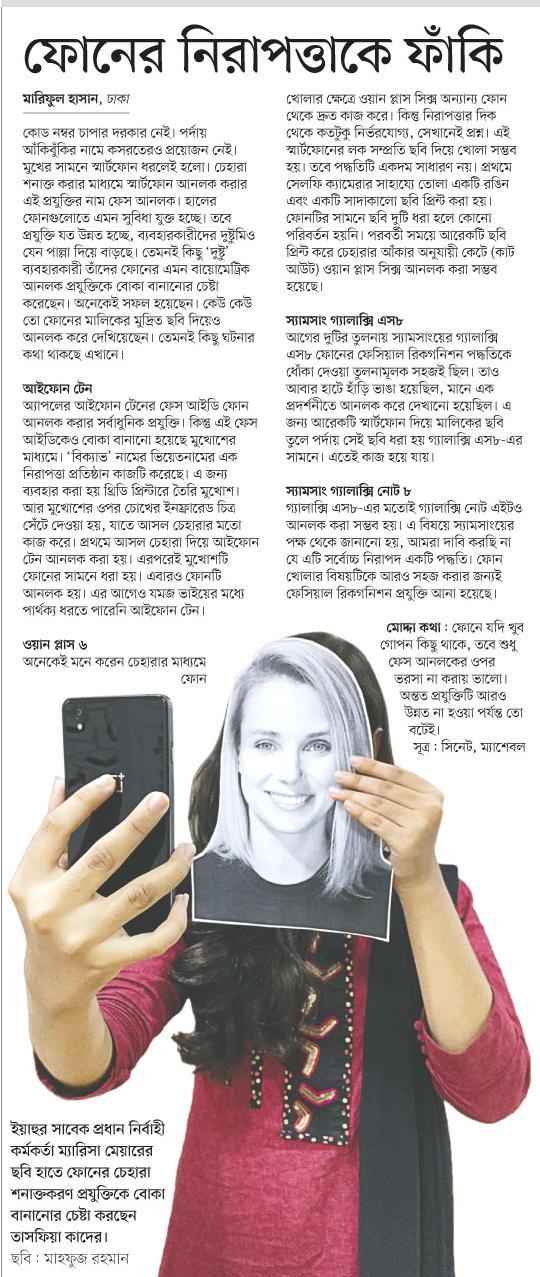 ফোনের নিরাপত্তাকে ফাঁকি
মারিফুল হাসান, ঢাকা
কোড নম্বর চাপার দরকার নেই। পর্দায়
আঁকিবুঁকির নামে কসরতেরও প্রয়োজন নেই।
মুখের সামনে স্মার্টফোন ধরলেই হলো। চেহারা
শনাক্ত করার মাধ্যমে স্মার্টফোন আনলক করার
এই প্রযুক্তির নাম ফেস আনলক। হালের
ফোনগুলোতে এমন সুবিধা যুক্ত হচ্ছে। তবে
প্রযুক্তি যত উন্নত হচ্ছে, ব্যবহারকারীদের দুষ্টুমিও
যেন পাল্লা দিয়ে বাড়ছে। তেমনই কিছু ‘দুষ্টু’
ব্যবহারকারী তাঁদের ফোনের এমন বায়োমেট্রিক
আনলক প্রযুক্তিকে বোকা বানানোর চেষ্টা
করেছেন। অনেকেই সফল হয়েছেন। কেউ কেউ
তো ফোনের মালিকের মুদ্রিত ছবি দিয়েও
আনলক করে দেখিয়েছেন। তেমনই কিছু ঘটনার
কথা থাকছে এখানে।
আইফোন টেন
অ্যাপলের আইফোন টেনের ফেস আইডি ফোন
আনলক করার সর্বাধুনিক প্রযুক্তি। কিন্তু এই ফেস
আইডিকেও বোকা বানানো হয়েছে মুখোশের
মাধ্যমে। ‘বিক্যাভ’ নামের ভিয়েতনামের এক
নিরাপত্তা প্রতিষ্ঠান কাজটি করেছে। এ জন্য
ব্যবহার করা হয় থ্রিডি প্রিন্টারে তৈরি মুখোশ।
আর মুখোশের ওপর চোখের ইনফ্রারেড চিত্র
সেঁটে দেওয়া হয়, যাতে আসল চেহারার মতো
কাজ করে। প্রথমে আসল চেহারা দিয়ে আইফোন
টেন আনলক করা হয়। এরপরেই মুখোশটি
ফোনের সামনে ধরা হয়। এবারও ফোনটি
আনলক হয়। এর আগেও যমজ ভাইয়ের মধ্যে
পার্থক্য ধরতে পারেনি আইফোন টেন।
ওয়ান প্লাস ৬
অনেকেই মনে করেন চেহারার মাধ্যমে
ফোন
খোলার ক্ষেত্রে ওয়ান প্লাস সিক্স অন্যান্য ফোন
থেকে দ্রুত কাজ করে। কিন্তু নিরাপত্তার দিক
থেকে কতটুকু নির্ভরযোগ্য, সেখানেই প্রশ্ন। এই
স্মার্টফোনের লক সম্প্রতি ছবি দিয়ে খোলা সম্ভব
হয়। তবে পদ্ধতিটি একদম সাধারণ নয়। প্রথমে
সেলফি ক্যামেরার সাহায্যে তোলা একটি রঙিন
এবং একটি সাদাকালো ছবি প্রিন্ট করা হয়।
ফোনটির সামনে ছবি দুটি ধরা হলে কোনো
পরিবর্তন হয়নি। পরবর্তী সময়ে আরেকটি ছবি
প্রিন্ট করে চেহারার আঁকার অনুযায়ী কেটে (কাট
আউট) ওয়ান প্লাস সিক্স আনলক করা সম্ভব
হয়েছে।
স্যামসাং গ্যালাক্সি এস৮
আগের দুটির তুলনায় স্যামসাংয়ের গ্যালাক্সি
এস৮ ফোনের ফেসিয়াল রিকগনিশন পদ্ধতিকে
ধোঁকা দেওয়া তুলনামূলক সহজই ছিল। তাও
আবার হাটে হাঁড়ি ভাঙা হয়েছিল, মানে এক
প্রদর্শনীতে আনলক করে দেখানো হয়েছিল। এ
জন্য আরেকটি স্মার্টফোন দিয়ে মালিকের ছবি
তুলে পর্দায় সেই ছবি ধরা হয় গ্যালাক্সি এস৮-এর
সামনে। এতেই কাজ হয়ে যায়।
স্যামসাং গ্যালাক্সি নোট ৮
গ্যালাক্সি এস৮-এর মতোই গ্যালাক্সি নোট এইটও
আনলক করা সম্ভব হয়। এ বিষয়ে স্যামসাংয়ের
পক্ষ থেকে জানানো হয়, আমরা দাবি করছি না
যে এটি সর্বোচ্চ নিরাপদ একটি পদ্ধতি। ফোন
খোলার বিষয়টিকে আরও সহজ করার জন্যই
ফেসিয়াল রিকগনিশন প্রযুক্তি আনা হয়েছে।
মোদ্দা কথা : ফোনে যদি খুব
গোপন কিছু থাকে, তবে শুধু
ফেস আনলকের ওপর
ভরসা না করায় ভালো।
অন্তত প্রযুক্তিটি আরও
উন্নত না হওয়া পর্যন্ত তো
বটেই।
সূত্র : সিনেট, ম্যাশেবল
ইয়াহুর সাবেক প্রধান নির্বাহী
কর্মকর্তা ম্যারিসা মেয়ারের
ছবি হাতে ফোনের চেহারা
শনাক্তকরণ প্রযুক্তিকে বোকা
বানানোর চেষ্টা করছেন
তাসফিয়া কাদের।
ছবি : মাহফুজ রহমান